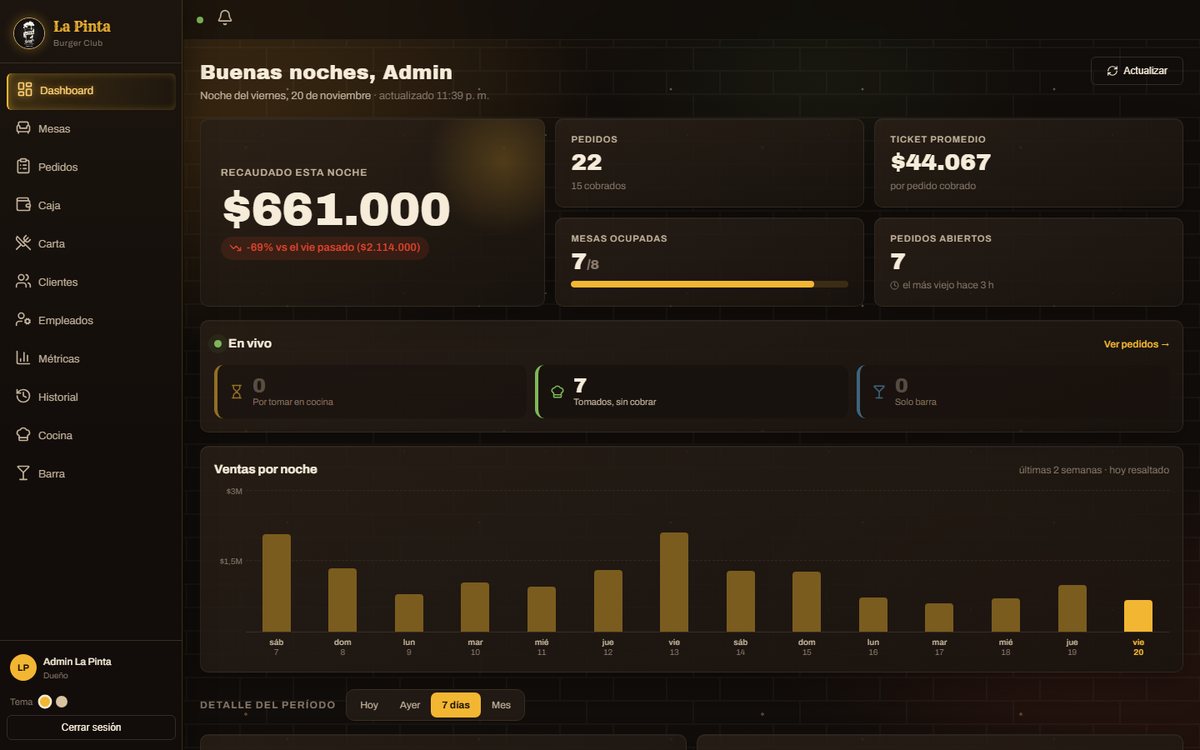 La Pinta
Burger Club
Dashboard
Mesas
Pedidos
Caja
Carta
Clientes
Empleados
Métricas
Historial
Cocina
Barra
LP
Admin La Pinta
Dueño
Tema
Cerrar sesión
Buenas noches, Admin
Noche del viernes, 20 de noviembre · actualizado 11:39 p. m.
Actualizar
RECAUDADO ESTA NOCHE
$661.000
-69% vs el vie pasado ($2.114.000)
PEDIDOS
22
15 cobrados
TICKET PROMEDIO
$44.067
por pedido cobrado
MESAS OCUPADAS
7/8
PEDIDOS ABIERTOS
7
el más viejo hace 3 h
En vivo
Ver pedidos →
0
Por tomar en cocina
7
Tomados, sin cobrar
0
Solo barra
Ventas por noche
últimas 2 semanas · hoy resaltado
$3M
$1,5M
sáb dom lun mar mié jue vie sáb dom lun mar mié jue vie
7 8 9 10 11 12 13 14 15 16 17 18 19 20
DETALLE DEL PERÍODO
Hoy Ayer 7 días Mes